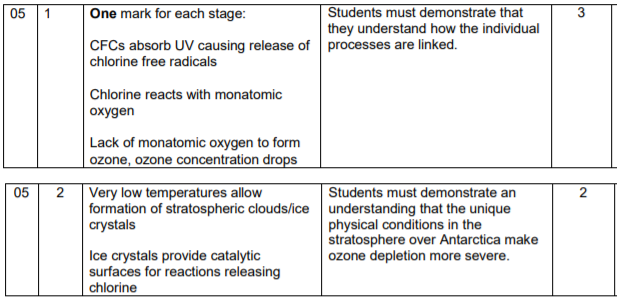 05 1 One mark for each stage:
CFCs absorb UV causing release of
chlorine free radicals
Chlorine reacts with monatomic
oxygen
Lack of monatomic oxygen to form
ozone, ozone concentration drops
Students must demonstrate that
they understand how the individual
processes are linked.
3
05 2 Very low temperatures allow
formation of stratospheric clouds/ice
crystals
Ice crystals provide catalytic
surfaces for reactions releasing
chlorine
Students must demonstrate an
understanding that the unique
physical conditions in the
stratosphere over Antarctica make
ozone depletion more severe.
2